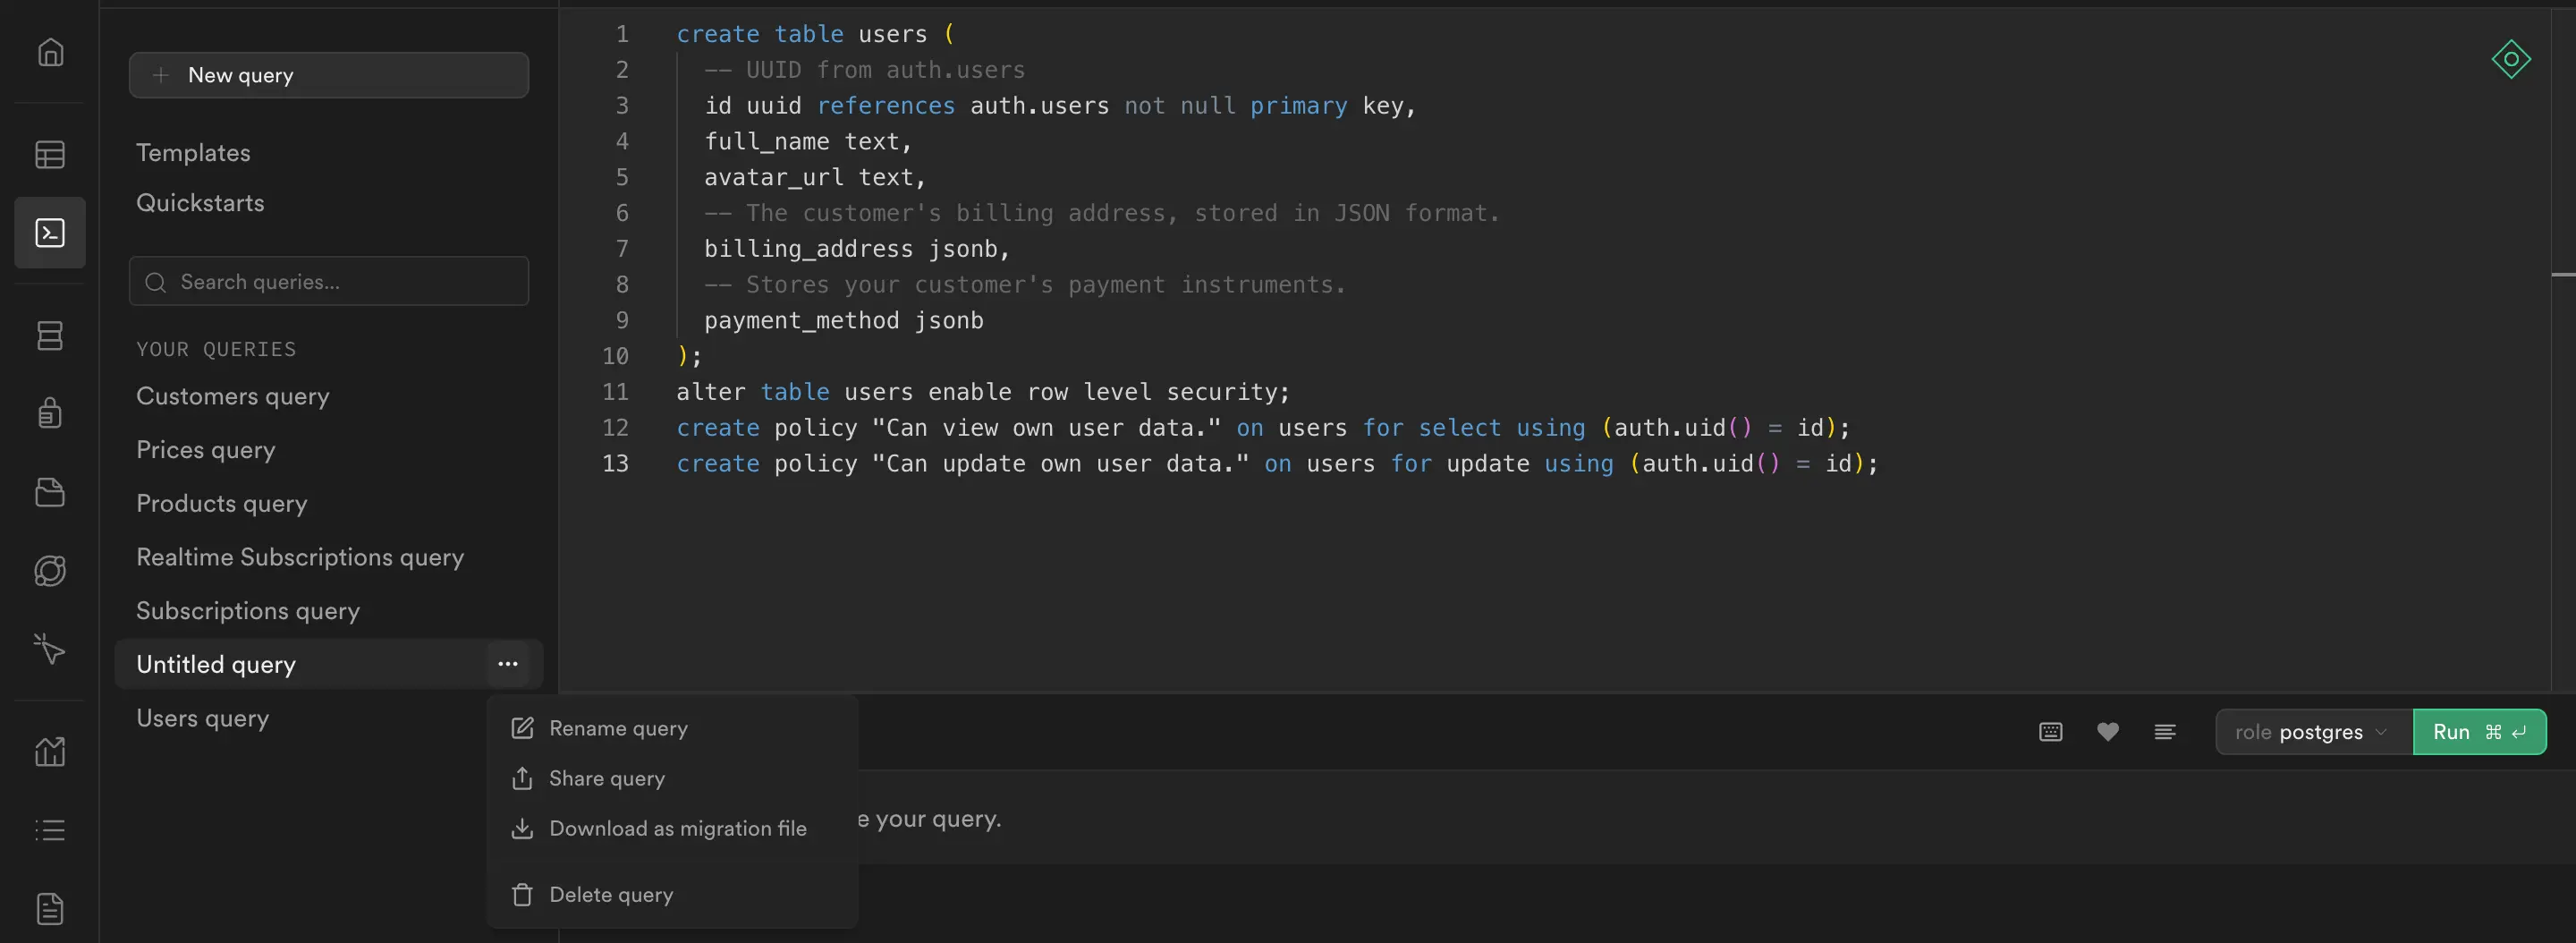 New query
Templates
Quickstarts
Search queries...
YOUR QUERIES
Customers query
Prices query
Products query
Realtime Subscriptions query
Subscriptions query
Untitled query
Users query
1 create table users (
2 -- UUID from auth.users
3 id uuid references auth.users not null primary key,
4 full_name text,
5 avatar_url text,
6 -- The customer's billing address, stored in JSON format.
7 billing_address jsonb,
8 -- Stores your customer's payment instruments.
9 payment_method jsonb
10 );
11 alter table users enable row level security;
12 create policy "Can view own user data." on users for select using (auth.uid() = id);
13 create policy "Can update own user data." on users for update using (auth.uid() = id);
Rename query
Share query
Download as migration file
Delete query
role postgres
Run ⌘ ↵
e your query.